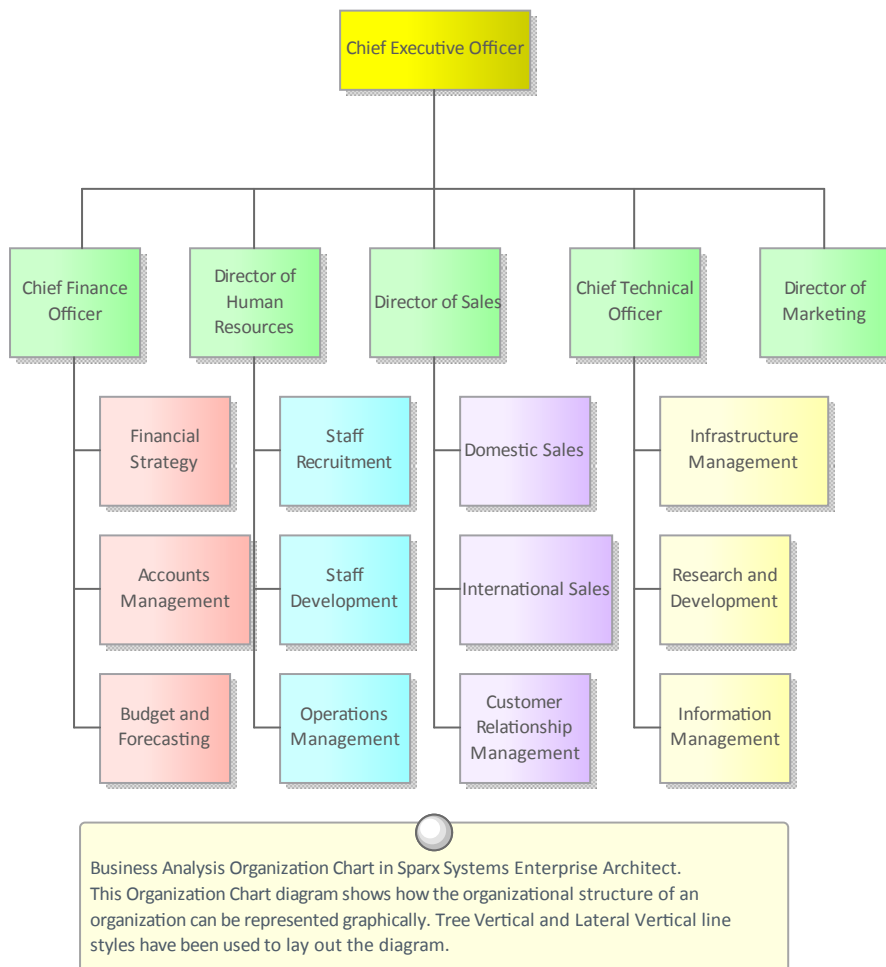 Chief Executive Officer
Chief Finance
Officer
Director of
Human
Resources
Director of Sales
Chief Technical
Officer
Director of
Marketing
Financial
Strategy
Staff
Recruitment
Domestic Sales
Infrastructure
Management
Accounts
Management
Staff
Development
International Sales
Research and
Development
Budget and
Forecasting
Operations
Management
Customer
Relationship
Management
Information
Management
Business Analysis Organization Chart in Sparx Systems Enterprise Architect.
This Organization Chart diagram shows how the organizational structure of an
organization can be represented graphically. Tree Vertical and Lateral Vertical line
styles have been used to lay out the diagram.